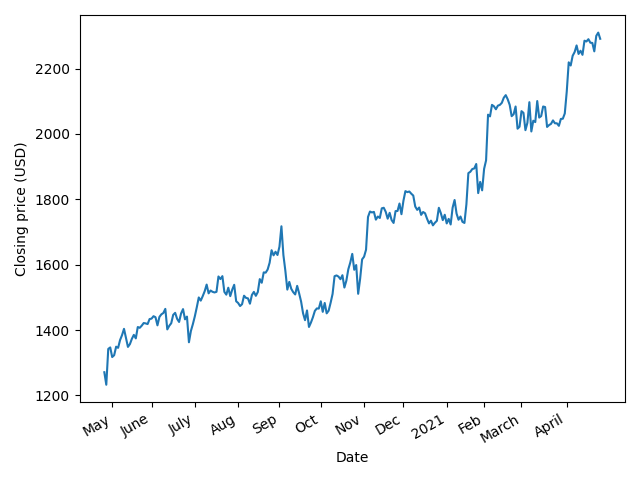 Closing price (USD)
2200
2000
1800
1600
1400
1200
May June July Aug Sep Oct Nov Dec 2021 Feb March April
Date